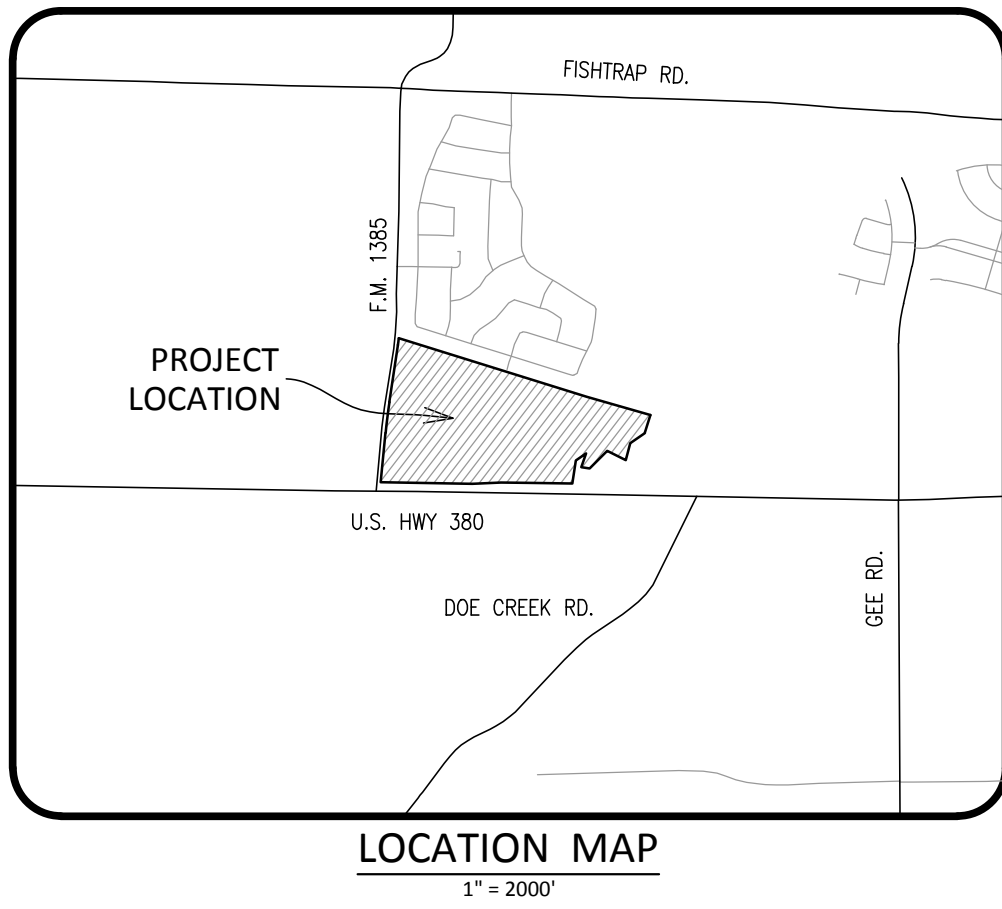 FISHTRAP RD.
F.M. 1385
PROJECT
LOCATION
U.S. HWY 380
DOE CREEK RD.
GEE RD.
LOCATION MAP
1" = 2000'